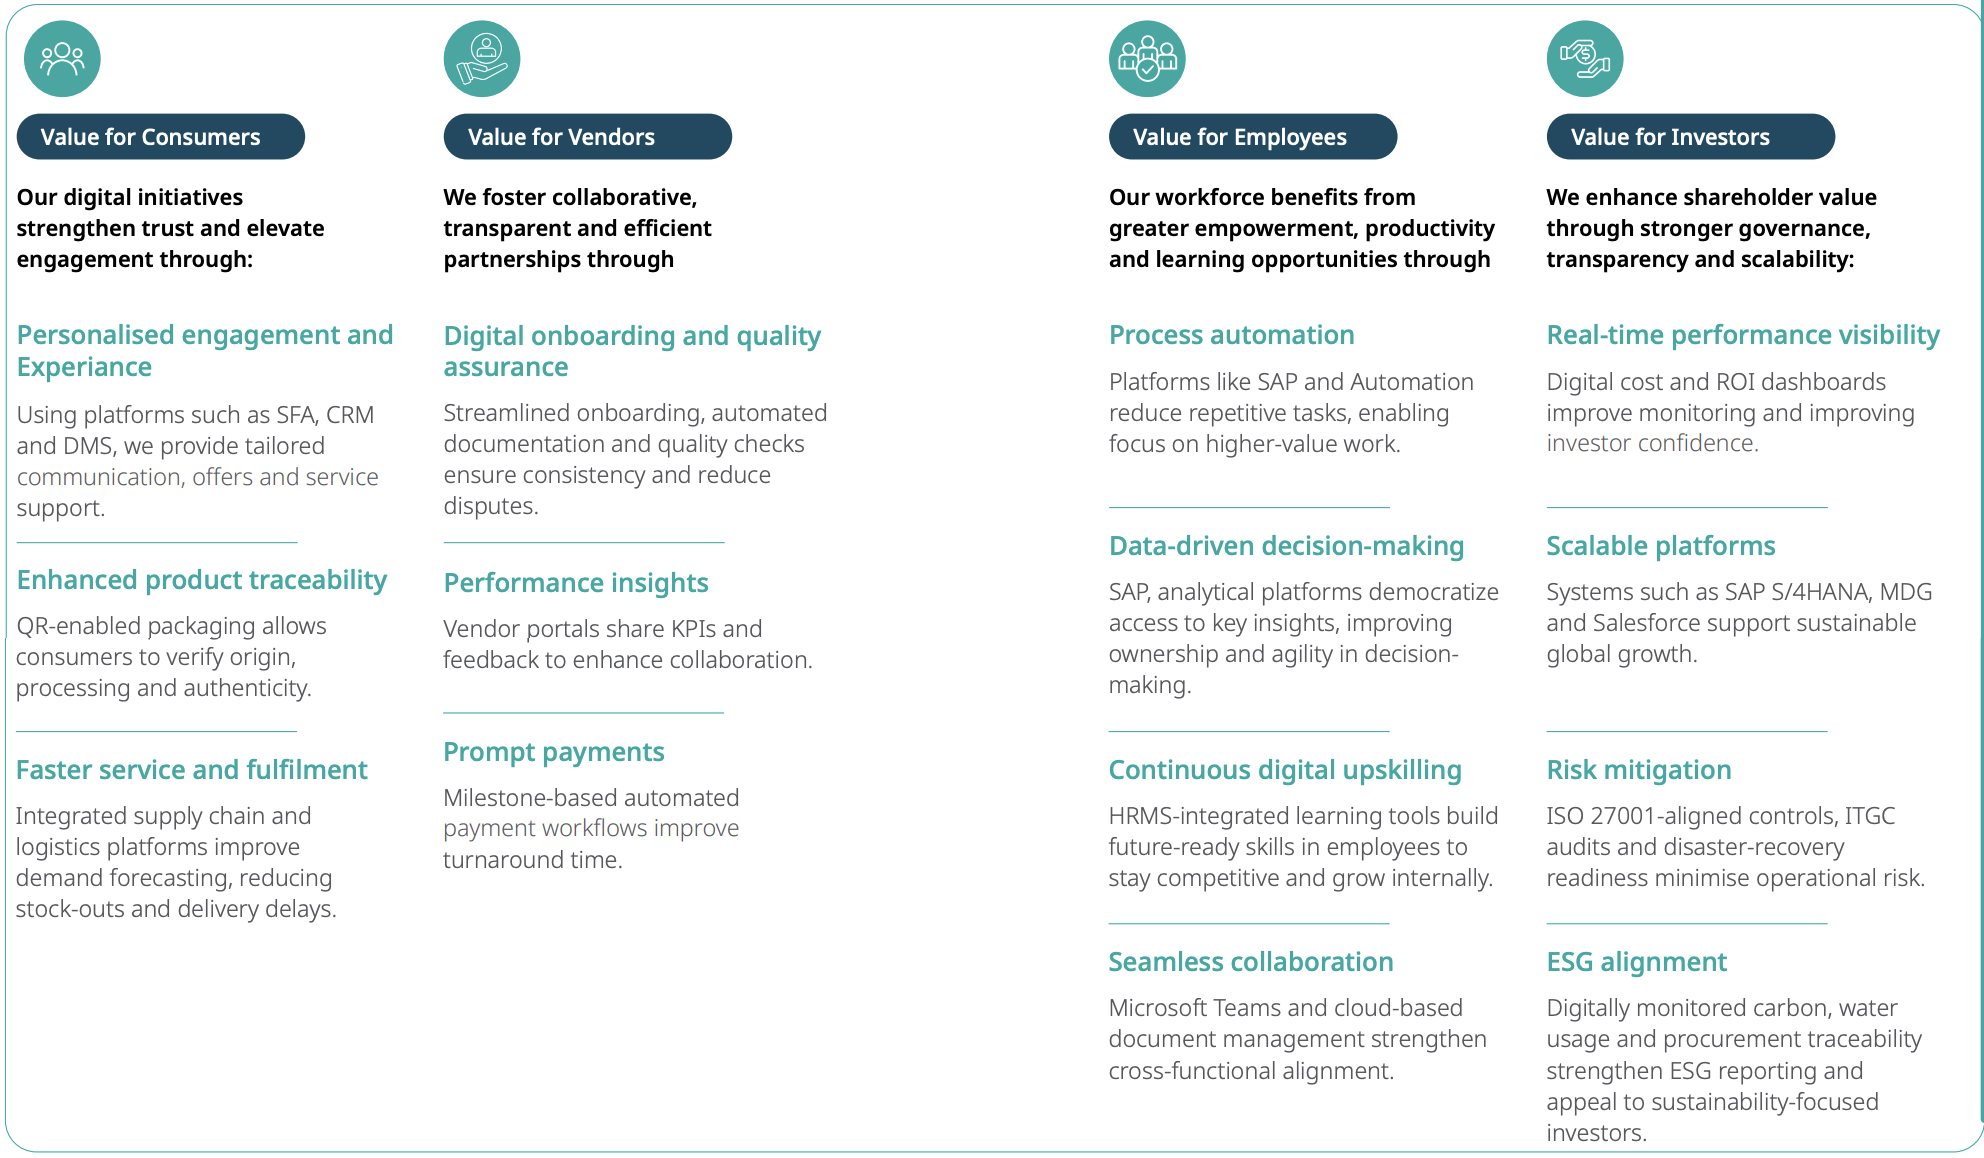 Value for Consumers
Our digital initiatives
strengthen trust and elevate
engagement through:
Personalised engagement and
Experiance
Using platforms such as SFA, CRM
and DMS, we provide tailored
communication, offers and service
support.
Enhanced product traceability
QR-enabled packaging allows
consumers to verify origin,
processing and authenticity.
Faster service and fulfilment
Integrated supply chain and
logistics platforms improve
demand forecasting, reducing
stock-outs and delivery delays.
Value for Vendors
We foster collaborative,
transparent and efficient
partnerships through
Digital onboarding and quality
assurance
Streamlined onboarding, automated
documentation and quality checks
ensure consistency and reduce
disputes.
Performance insights
Vendor portals share KPIs and
feedback to enhance collaboration.
Prompt payments
Milestone-based automated
payment workflows improve
turnaround time.
Value for Employees
Our workforce benefits from
greater empowerment, productivity
and learning opportunities through
Process automation
Platforms like SAP and Automation
reduce repetitive tasks, enabling
focus on higher-value work.
Data-driven decision-making
SAP, analytical platforms democratize
access to key insights, improving
ownership and agility in decision-
making.
Continuous digital upskilling
HRMS-integrated learning tools build
future-ready skills in employees to
stay competitive and grow internally.
Seamless collaboration
Microsoft Teams and cloud-based
document management strengthen
cross-functional alignment.
Value for Investors
We enhance shareholder value
through stronger governance,
transparency and scalability:
Real-time performance visibility
Digital cost and ROI dashboards
improve monitoring and improving
investor confidence.
Scalable platforms
Systems such as SAP S/4HANA, MDG
and Salesforce support sustainable
global growth.
Risk mitigation
ISO 27001-aligned controls, ITGC
audits and disaster-recovery
readiness minimise operational risk.
ESG alignment
Digitally monitored carbon, water
usage and procurement traceability
strengthen ESG reporting and
appeal to sustainability-focused
investors.